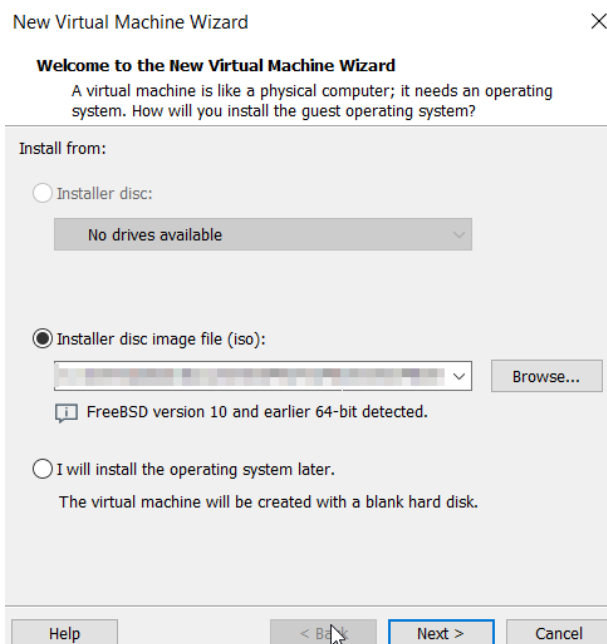 New Virtual Machine Wizard
Welcome to the New Virtual Machine Wizard
A virtual machine is like a physical computer; it needs an operating
system. How will you install the guest operating system?
Install from:
Installer disc:
No drives available
Installer disc image file (iso):
Browse...
FreeBSD version 10 and earlier 64-bit detected.
I will install the operating system later.
The virtual machine will be created with a blank hard disk.
Help
< Back
Next >
Cancel